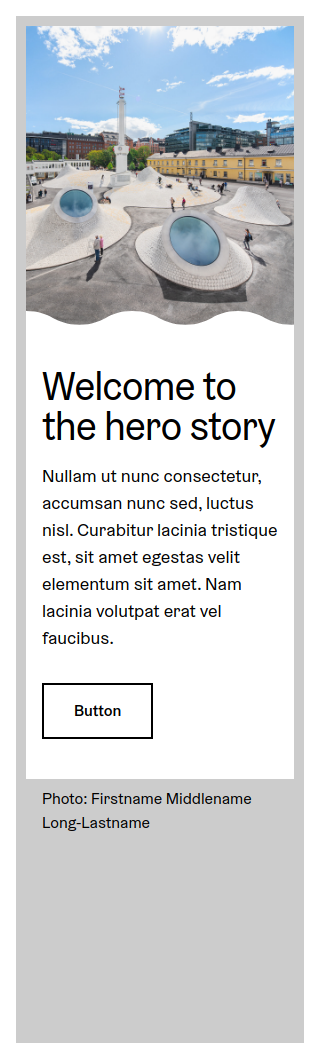 Welcome to
the hero story
Nullam ut nunc consectetur,
accumsan nunc sed, luctus
nisl. Curabitur lacinia tristique
est, sit amet egestas velit
elementum sit amet. Nam
lacinia volutpat erat vel
faucibus.
Button
Photo: Firstname Middlename
Long-Lastname